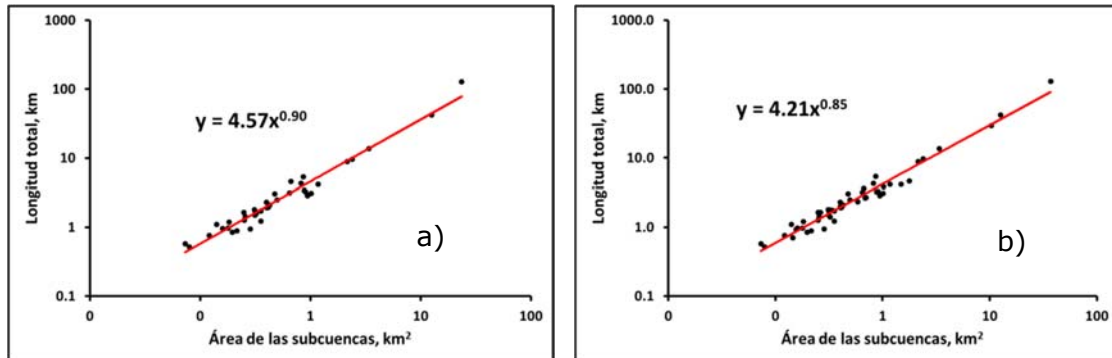 1000
100
10
1
0.1
Longitud total, km
y = 4.57x^0.90
a)
0 0 1 10 100
Área de las subcuencas, km²
1000.0
100.0
10.0
1.0
0.1
Longitud total, km
y = 4.21x^0.85
b)
0 0 1 10 100
Área de las subcuencas, km²